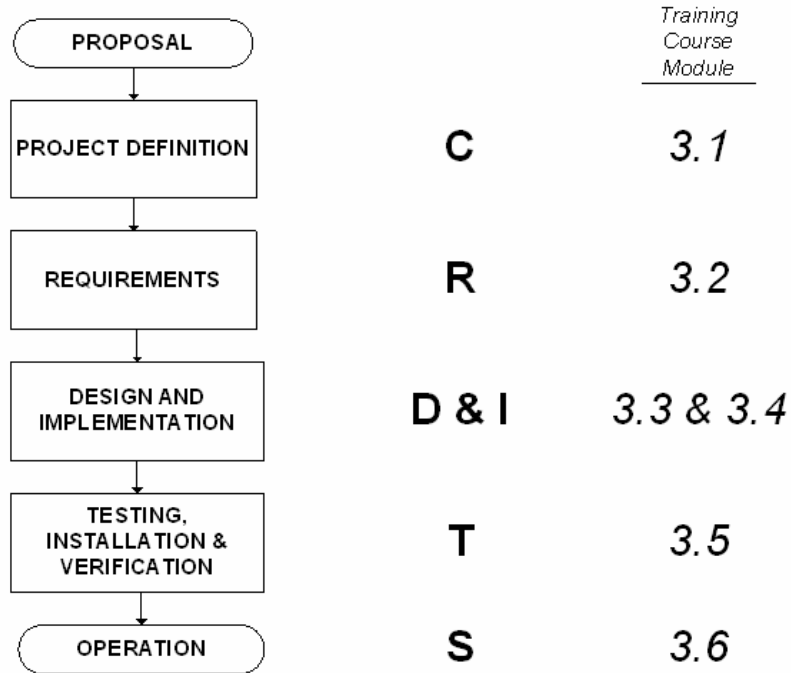 Training
Course
Module
PROPOSAL
PROJECT DEFINITION
C
3.1
REQUIREMENTS
R
3.2
DESIGN AND
IMPLEMENTATION
D & I
3.3 & 3.4
TESTING,
INSTALLATION &
VERIFICATION
T
3.5
OPERATION
S
3.6